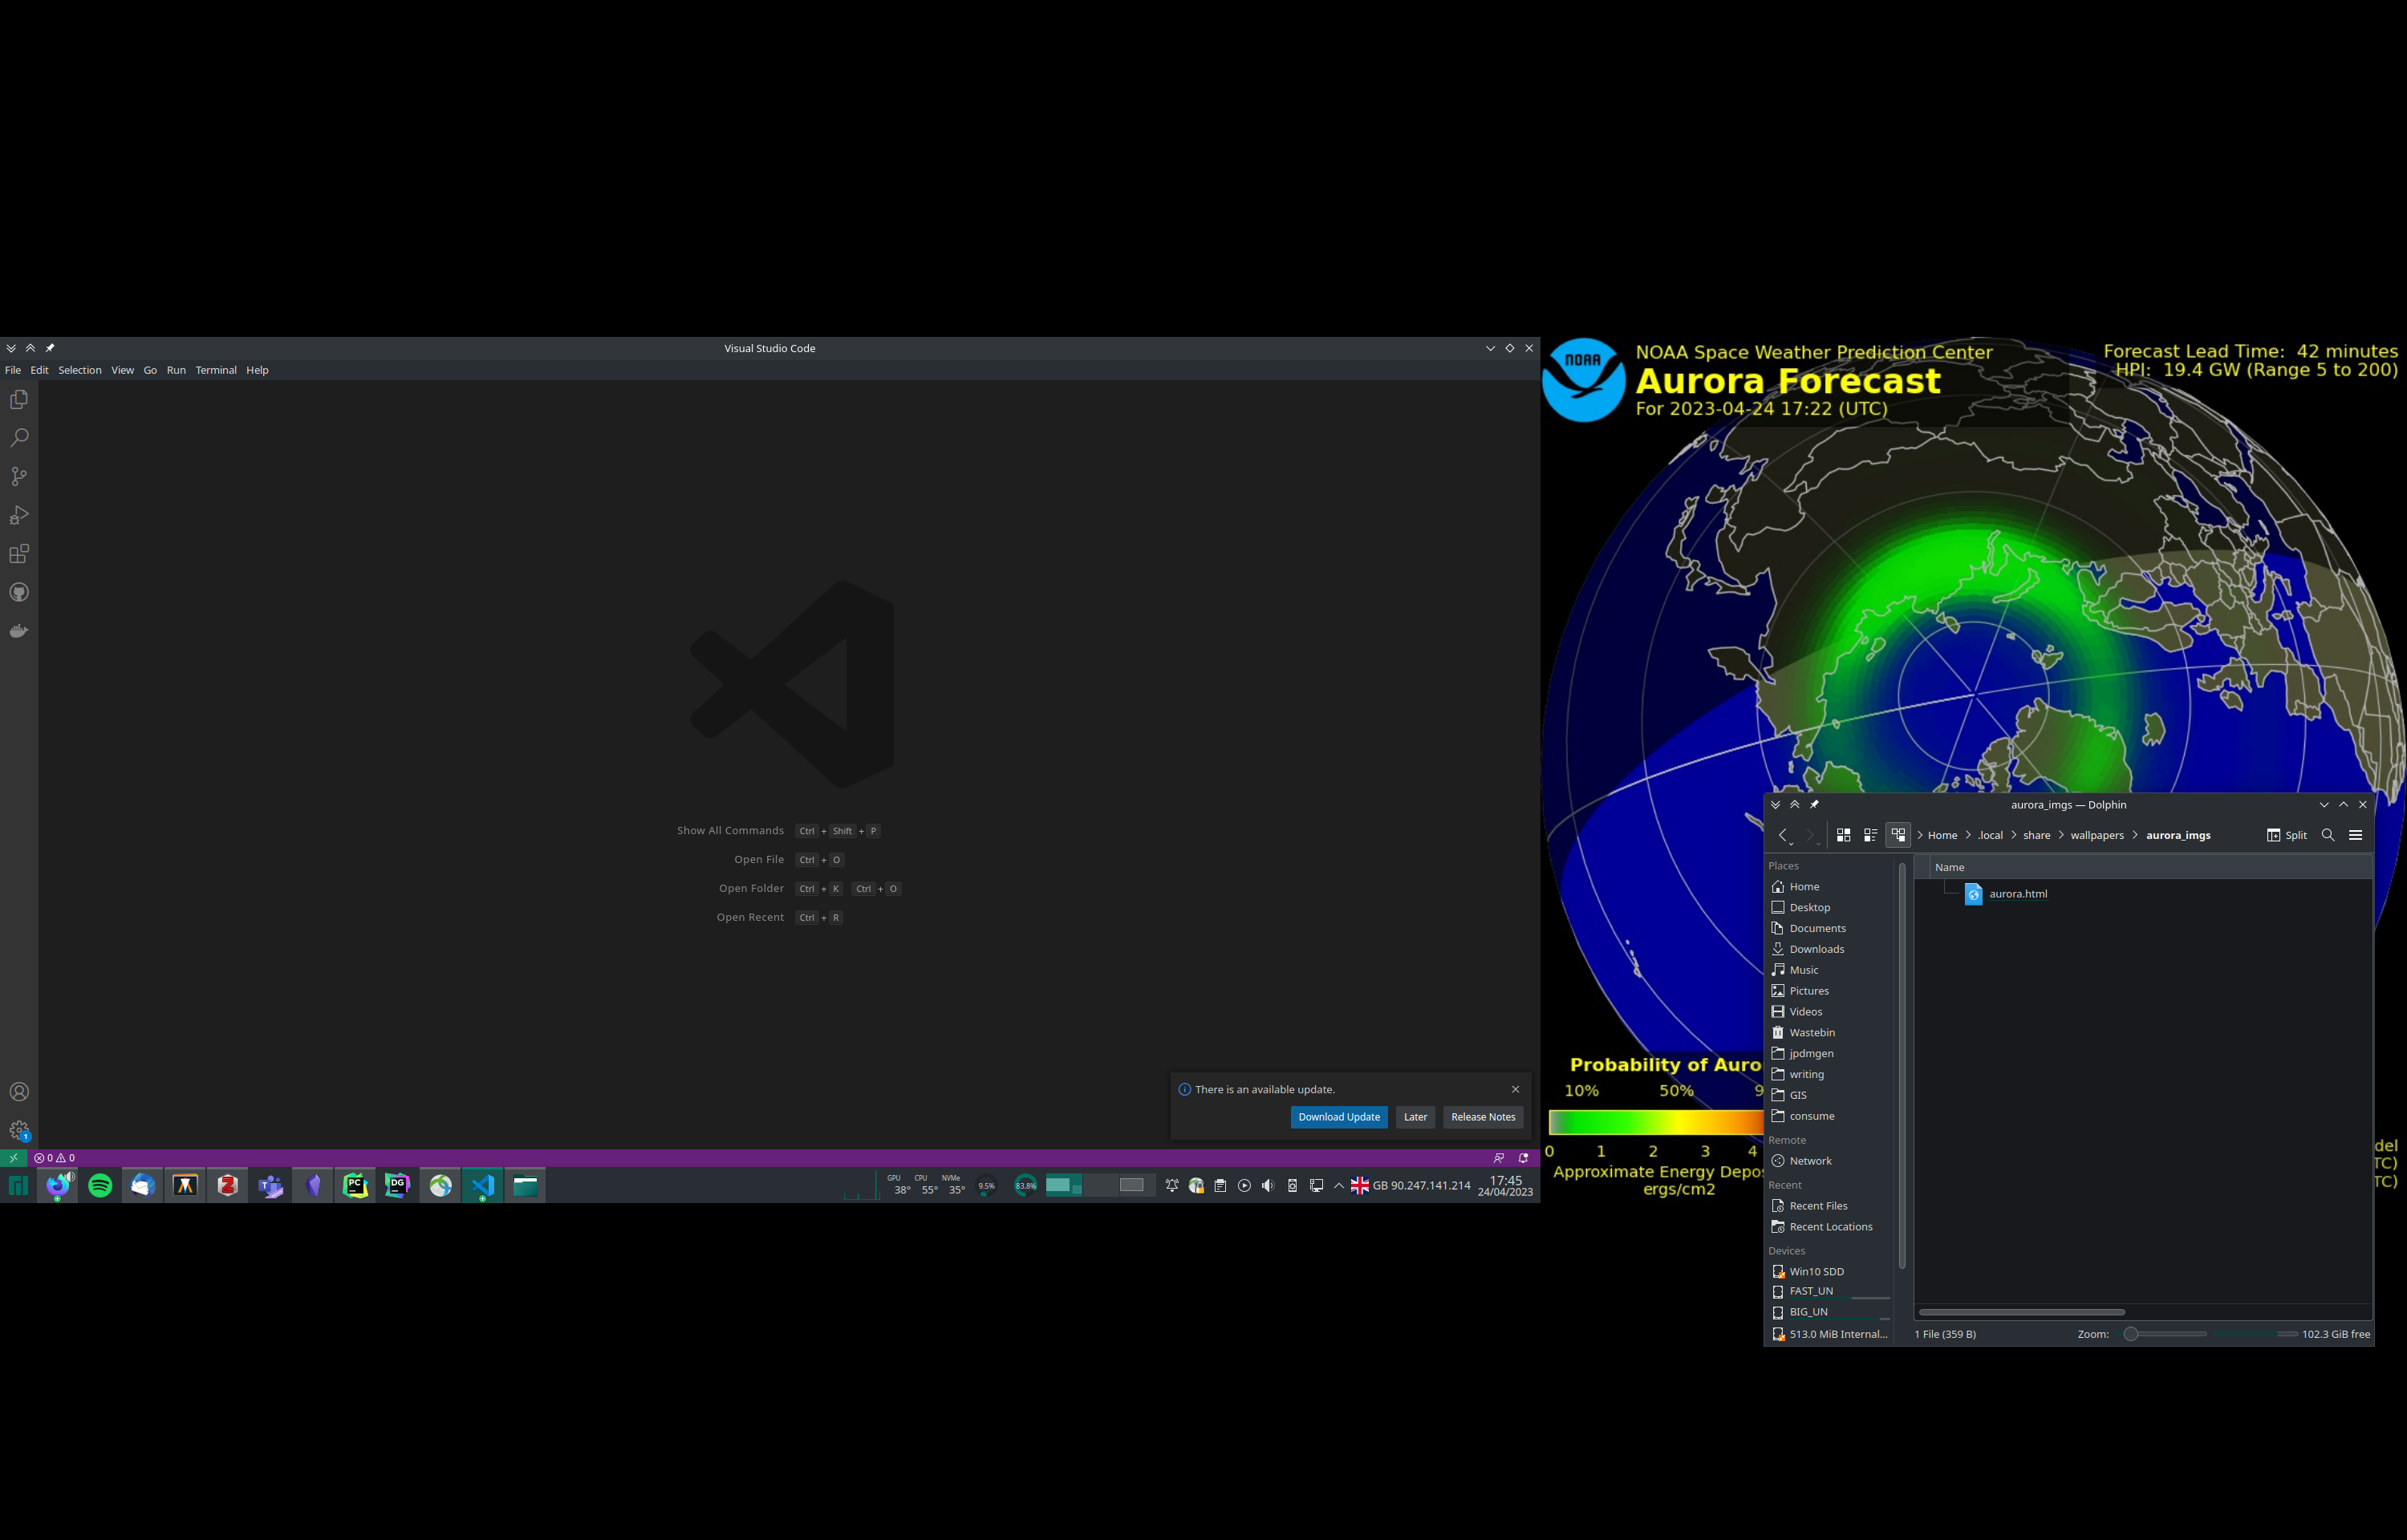 Visual Studio Code
File Edit Selection View Go Run Terminal Help
Show All Commands Ctrl + Shift + P
Open File Ctrl + O
Open Folder Ctrl + K Ctrl + O
Open Recent Ctrl + R
There is an available update.
Download Update Later Release Notes
1
0 0
PC DG
GPU CPU NVMe
38° 55° 35°
9.5% 83.8%
GB 90.247.141.214
17:45
24/04/2023
NOAA
NOAA Space Weather Prediction Center
Aurora Forecast
For 2023-04-24 17:22 (UTC)
Forecast Lead Time: 42 minutes
HPI: 19.4 GW (Range 5 to 200)
Probability of Auro
10% 50% 9
0 1 2 3 4
Approximate Energy Depos
ergs/cm2
del
TC)
TC)
aurora_imgs — Dolphin
Home .local share wallpapers aurora_imgs Split
Places
Home
Desktop
Documents
Downloads
Music
Pictures
Videos
Wastebin
jpdmgen
writing
GIS
consume
Remote
Network
Recent
Recent Files
Recent Locations
Devices
Win10 SDD
FAST_UN
BIG_UN
513.0 MiB Internal...
Name
aurora.html
1 File (359 B) Zoom: 102.3 GiB free